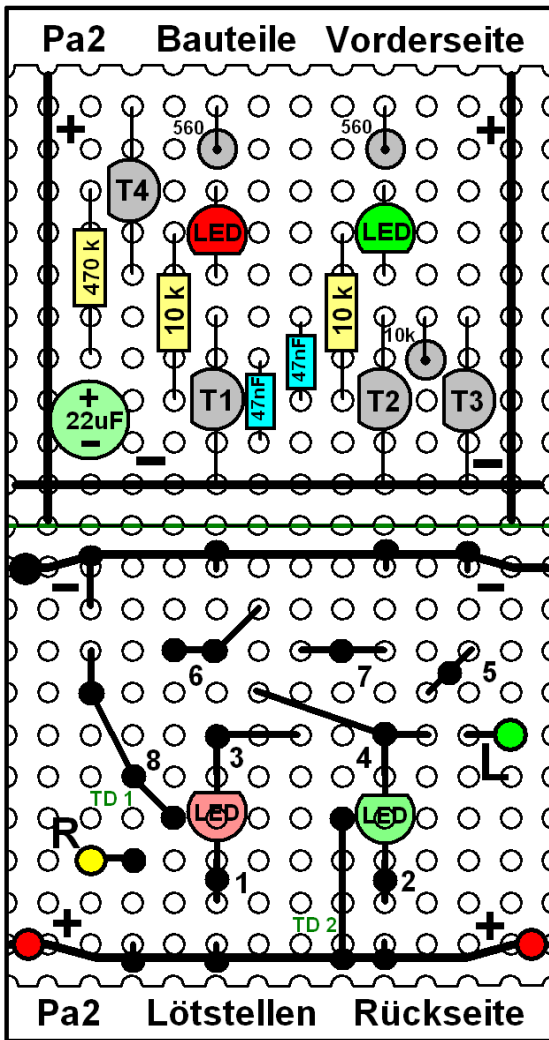 Pa2 Bauteile Vorderseite
+ 560 560 +
T4
LED LED
470 k
10 k 10 k
47nF 10k
+
22uF
−
T1 47nF T2 T3
− −
− −
6 7 5
3 4 L
8
TD 1 LED LED
R
1 2
TD 2
+ +
Pa2 Lötstellen Rückseite